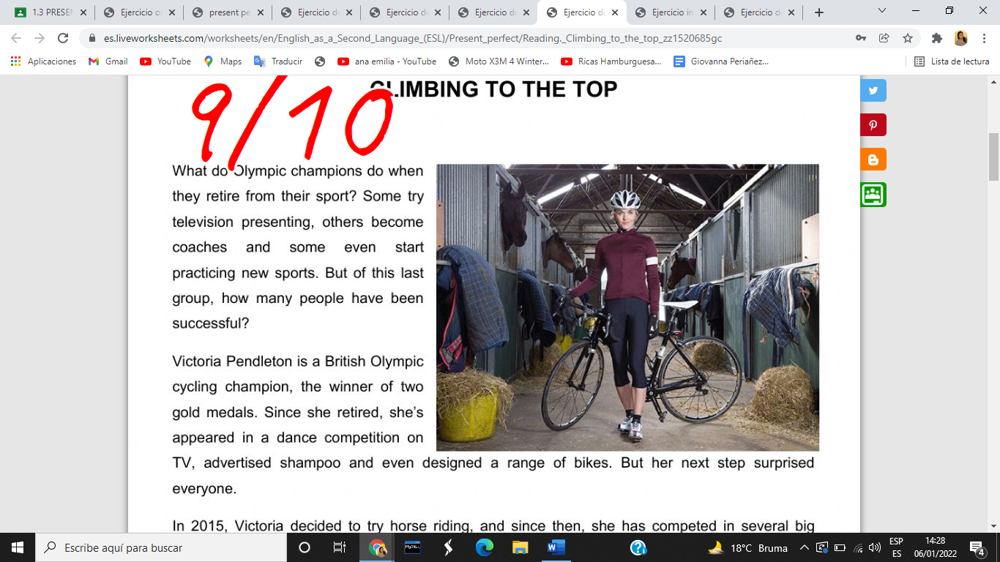 1.3 PRESEN
Ejercicio o
present pe
Ejercicio de
Ejercicio de
Ejercicio de
Ejercicio de
Ejercicio in
Ejercicio d
es.liveworksheets.com/worksheets/en/English_as_a_Second_Language_(ESL)/Present_perfect/Reading._Climbing_to_the_top_zz1520685gc
Aplicaciones
Gmail
YouTube
Maps
Traducir
ana emilia - YouTube
Moto X3M 4 Winter...
Ricas Hamburguesa...
Giovanna Periañez...
Lista de lectura
9/10
CLIMBING TO THE TOP
What do Olympic champions do when
they retire from their sport? Some try
television presenting, others become
coaches and some even start
practicing new sports. But of this last
group, how many people have been
successful?
Victoria Pendleton is a British Olympic
cycling champion, the winner of two
gold medals. Since she retired, she's
appeared in a dance competition on
TV, advertised shampoo and even designed a range of bikes. But her next step surprised
everyone.
In 2015, Victoria decided to try horse riding, and since then, she has competed in several big
Escribe aquí para buscar
MySQL
18°C Bruma
ESP
ES
14:28
06/01/2022
4